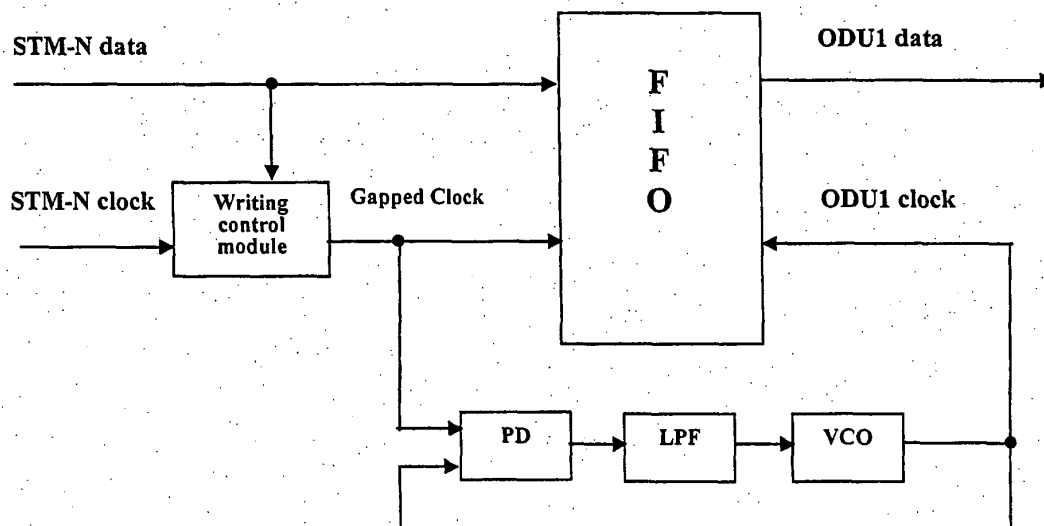 STM-N data
ODU1 data
F
I
F
O
STM-N clock
Writing
control
module
Gapped Clock
ODU1 clock
PD
LPF
VCO